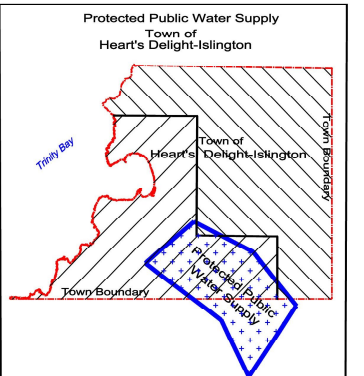 Protected Public Water Supply
Town of
Heart's Delight-Islington
Trinity Bay
Town of
Heart's Delight-Islington
Town Boundary
Protected Public
Water Supply
Town Boundary